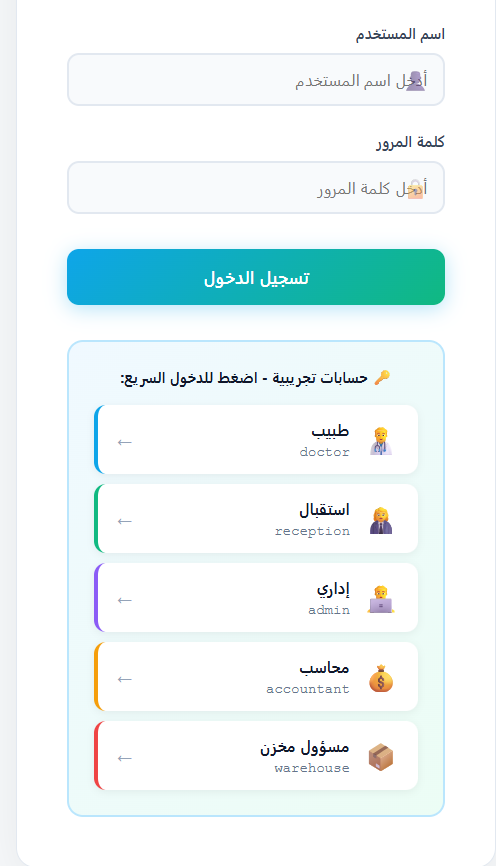 اسم المستخدم
أدخل اسم المستخدم
كلمة المرور
أدخل كلمة المرور
تسجيل الدخول
🔑 حسابات تجريبية - اضغط للدخول السريع:
طبيب
doctor
←
استقبال
reception
←
إداري
admin
←
محاسب
accountant
←
مسؤول مخزن
warehouse
←